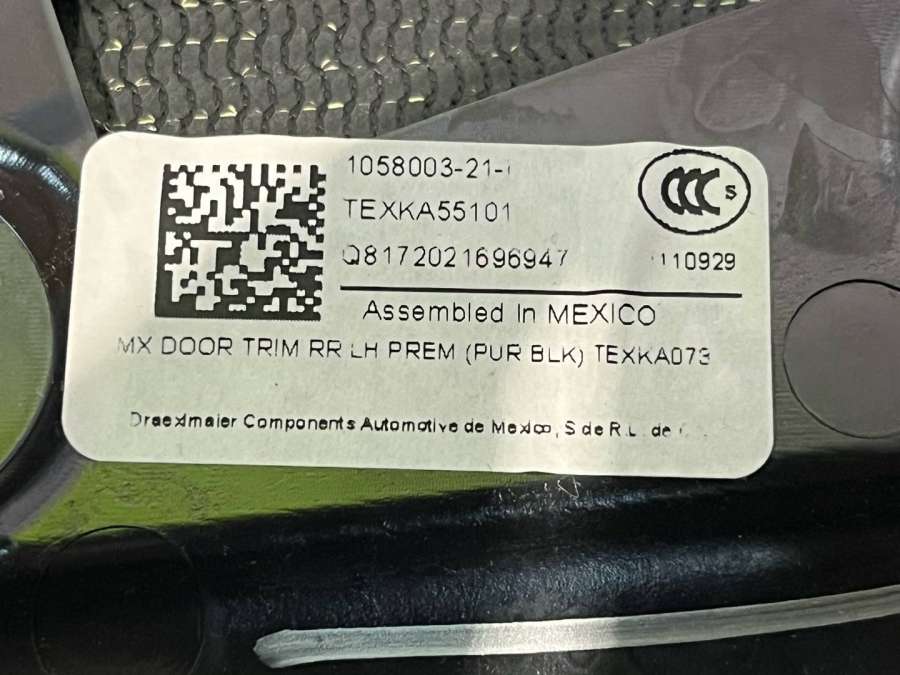 1058003-21-
TEXKA55101
Q8172021696947
110929
CCC S
Assembled In MEXICO
MX DOOR TRIM RR LH PREM (PUR BLK) TEXKA073
Draexlmaier Components Automotive de Mexico, S de R.L. de